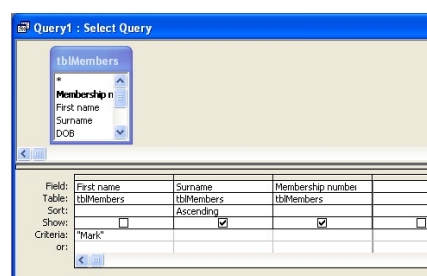 Query1 : Select Query
tblMembers
*
Membership n
First name
Surname
DOB
Field: First name Surname Membership number
Table: tblMembers tblMembers tblMembers
Sort: Ascending
Show:
Criteria: "Mark"
or: